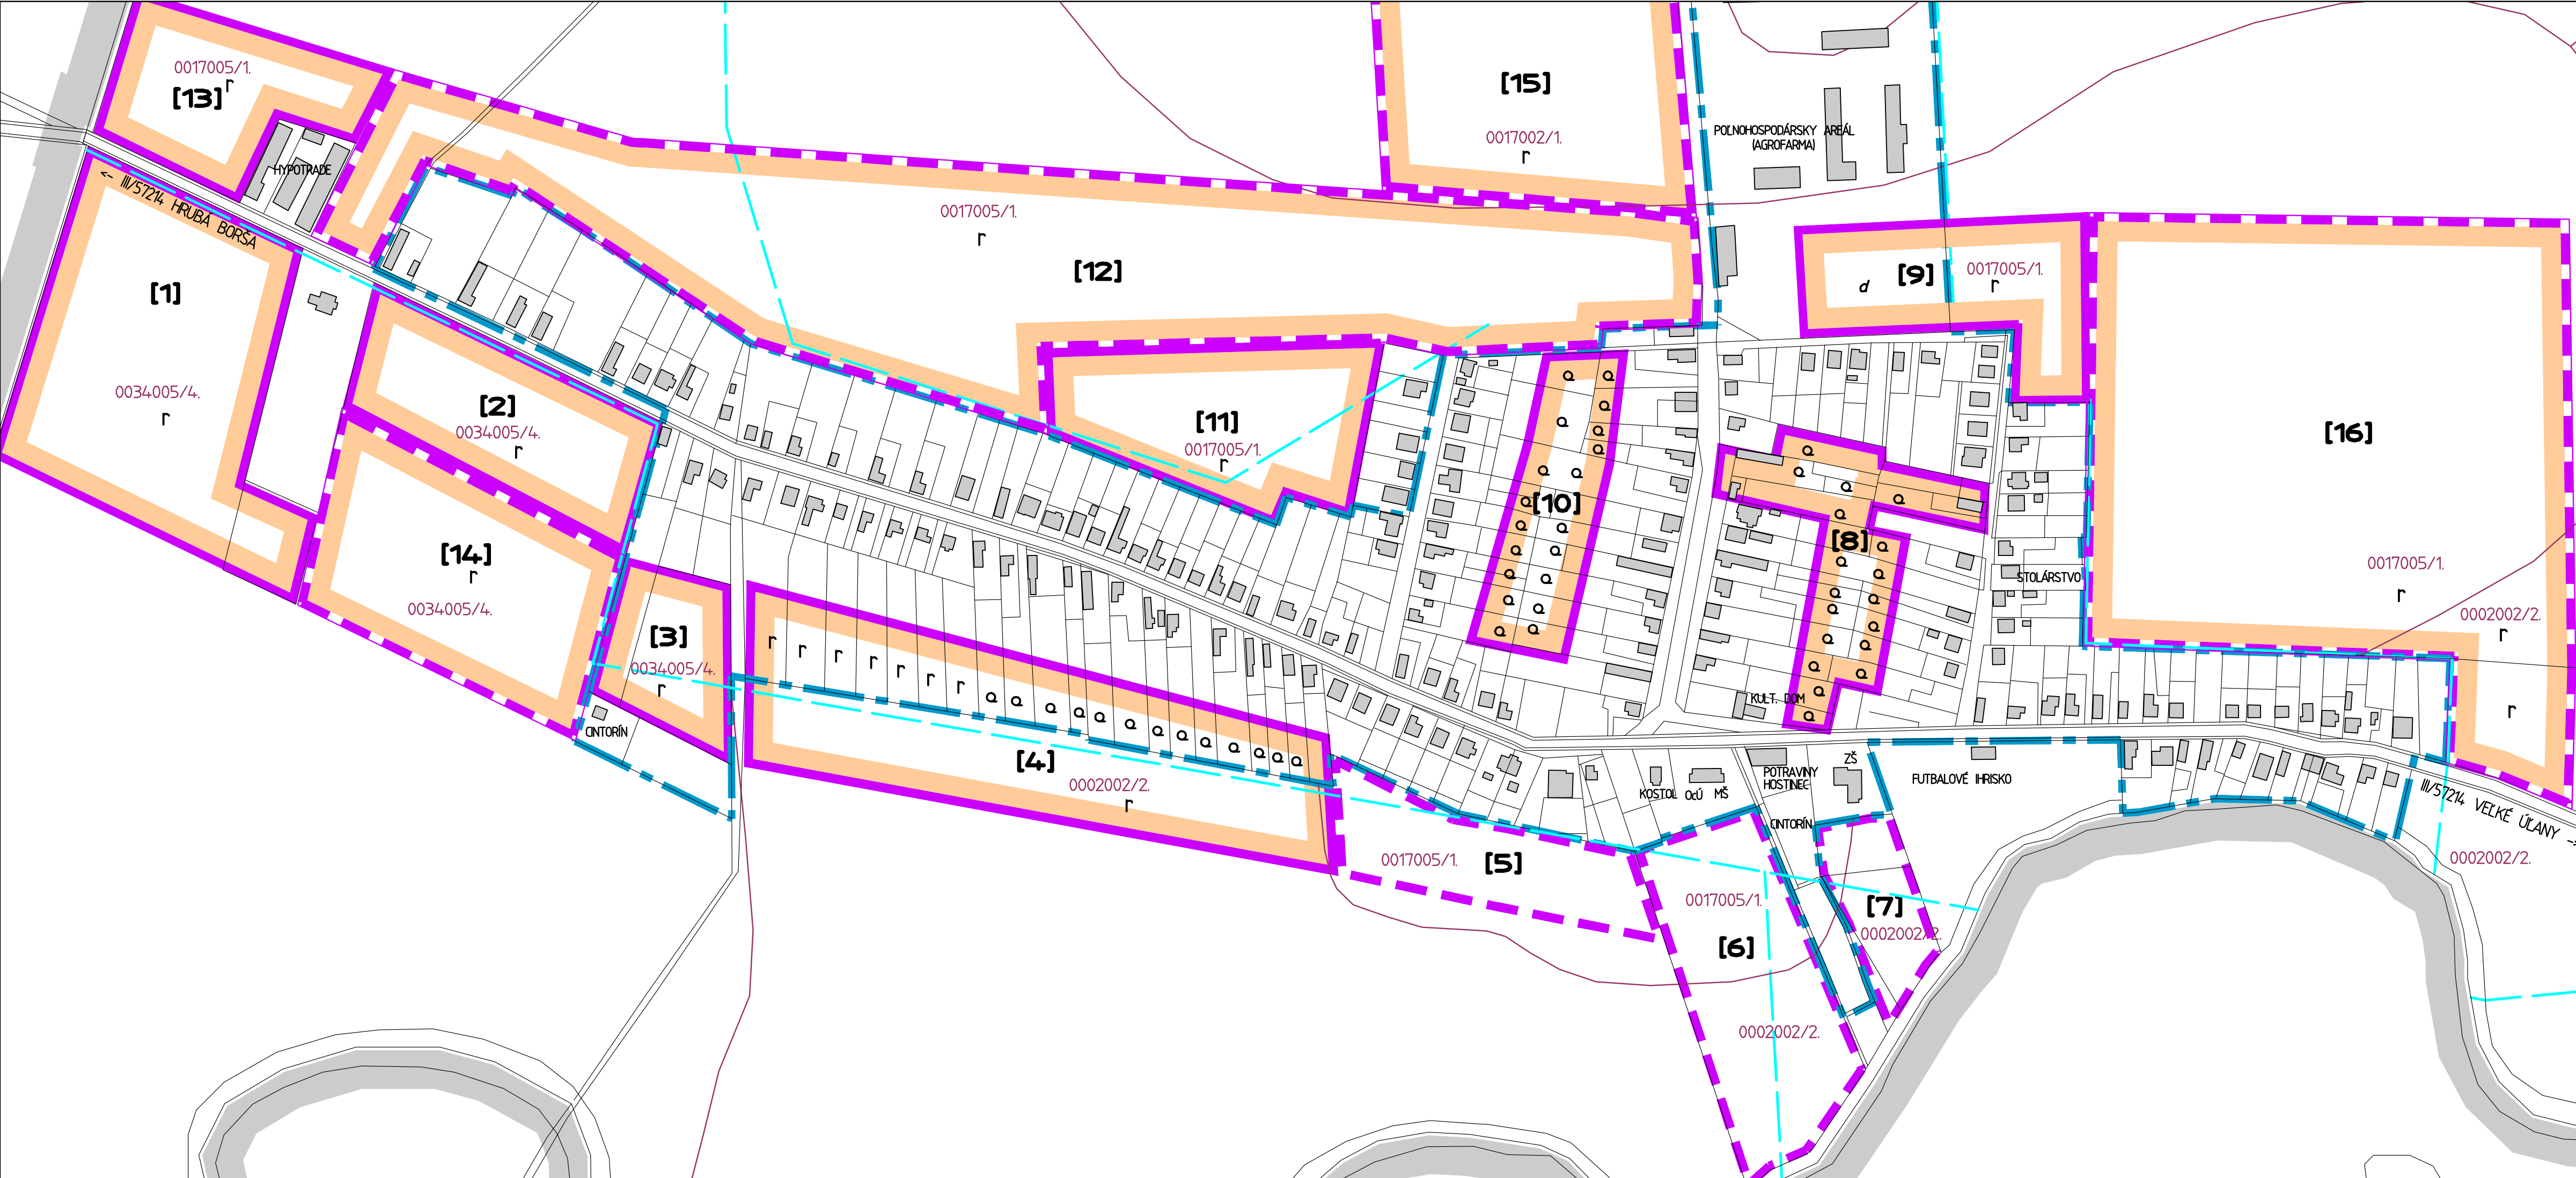 0017005/1.
r
[13]
HYPOTRADE
← III/57214 HRUBÁ BORŠA
[1]
0034005/4.
r
[2]
0034005/4.
r
[14]
r
0034005/4.
[3]
0034005/4.
r
CINTORÍN
0017005/1.
r
[12]
[11]
0017005/1.
r
r r r r r r r
[4]
0002002/2.
r
[15]
0017002/1.
r
POĽNOHOSPODÁRSKY AREÁL
(AGROFARMA)
[9]
d
0017005/1.
r
[10]
[8]
STOLÁRSTVO
KULT. DOM
[16]
0017005/1.
r
0002002/2.
r
r
POTRAVINY
HOSTINEC
ZŠ
FUTBALOVÉ IHRISKO
KOSTOL OcÚ MŠ
CINTORÍN
III/57214 VEĽKÉ ÚĽANY →
0002002/2.
0017005/1.
[5]
0017005/1.
[6]
0002002/2.
[7]
0002002/2.